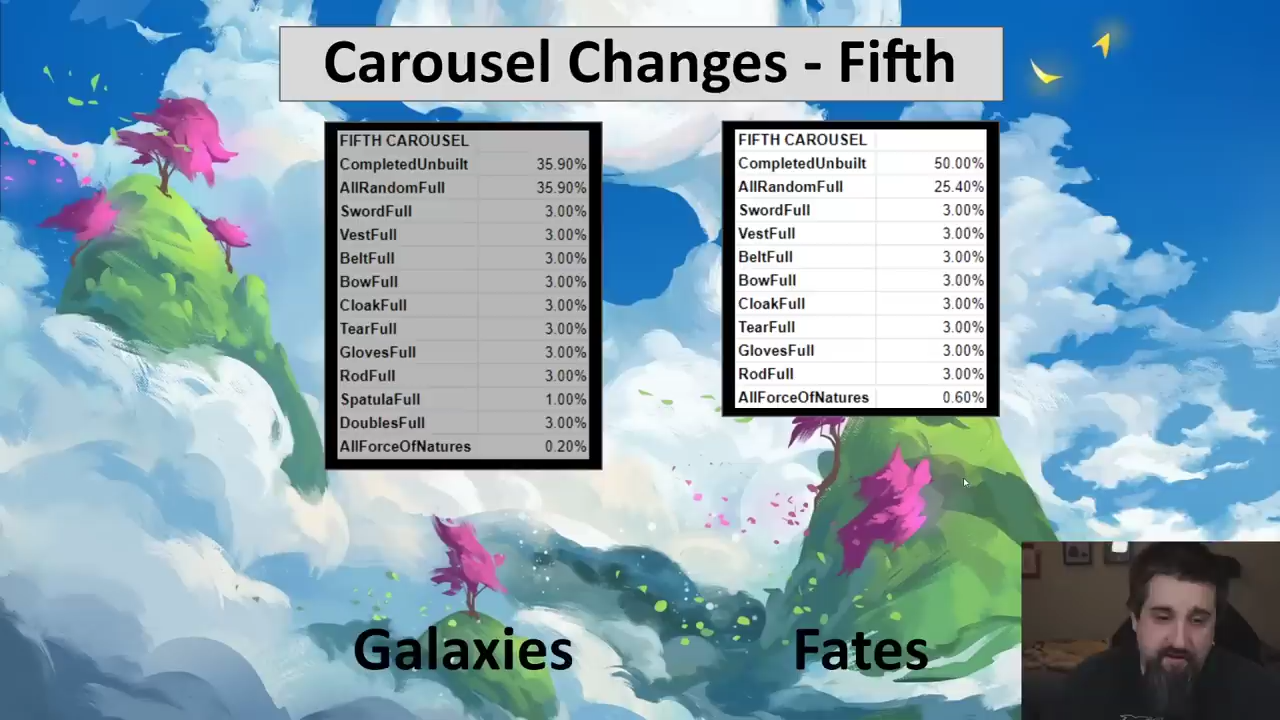 Carousel Changes - Fifth
FIFTH CAROUSEL
CompletedUnbuilt 35.90%
AllRandomFull 35.90%
SwordFull 3.00%
VestFull 3.00%
BeltFull 3.00%
BowFull 3.00%
CloakFull 3.00%
TearFull 3.00%
GlovesFull 3.00%
RodFull 3.00%
SpatulaFull 1.00%
DoublesFull 3.00%
AllForceOfNatures 0.20%
FIFTH CAROUSEL
CompletedUnbuilt 50.00%
AllRandomFull 25.40%
SwordFull 3.00%
VestFull 3.00%
BeltFull 3.00%
BowFull 3.00%
CloakFull 3.00%
TearFull 3.00%
GlovesFull 3.00%
RodFull 3.00%
AllForceOfNatures 0.60%
Galaxies
Fates